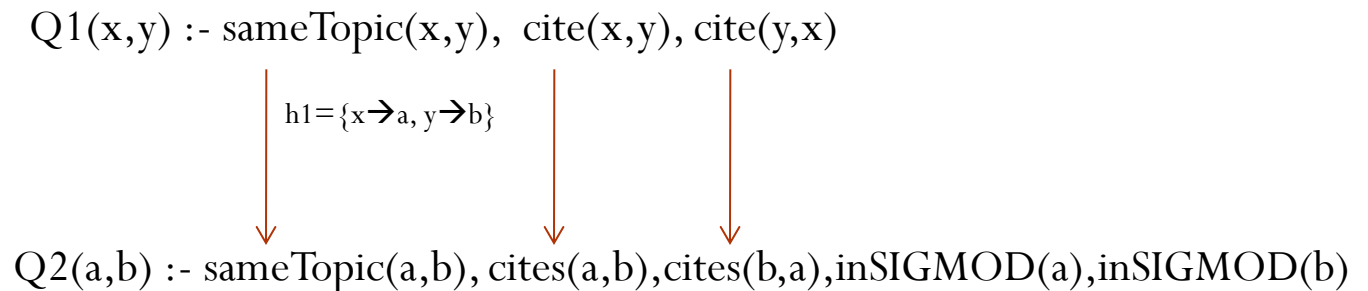 Q1(x,y) :- sameTopic(x,y), cite(x,y), cite(y,x)
h1={x→a, y→b}
Q2(a,b) :- sameTopic(a,b), cites(a,b),cites(b,a),inSIGMOD(a),inSIGMOD(b)